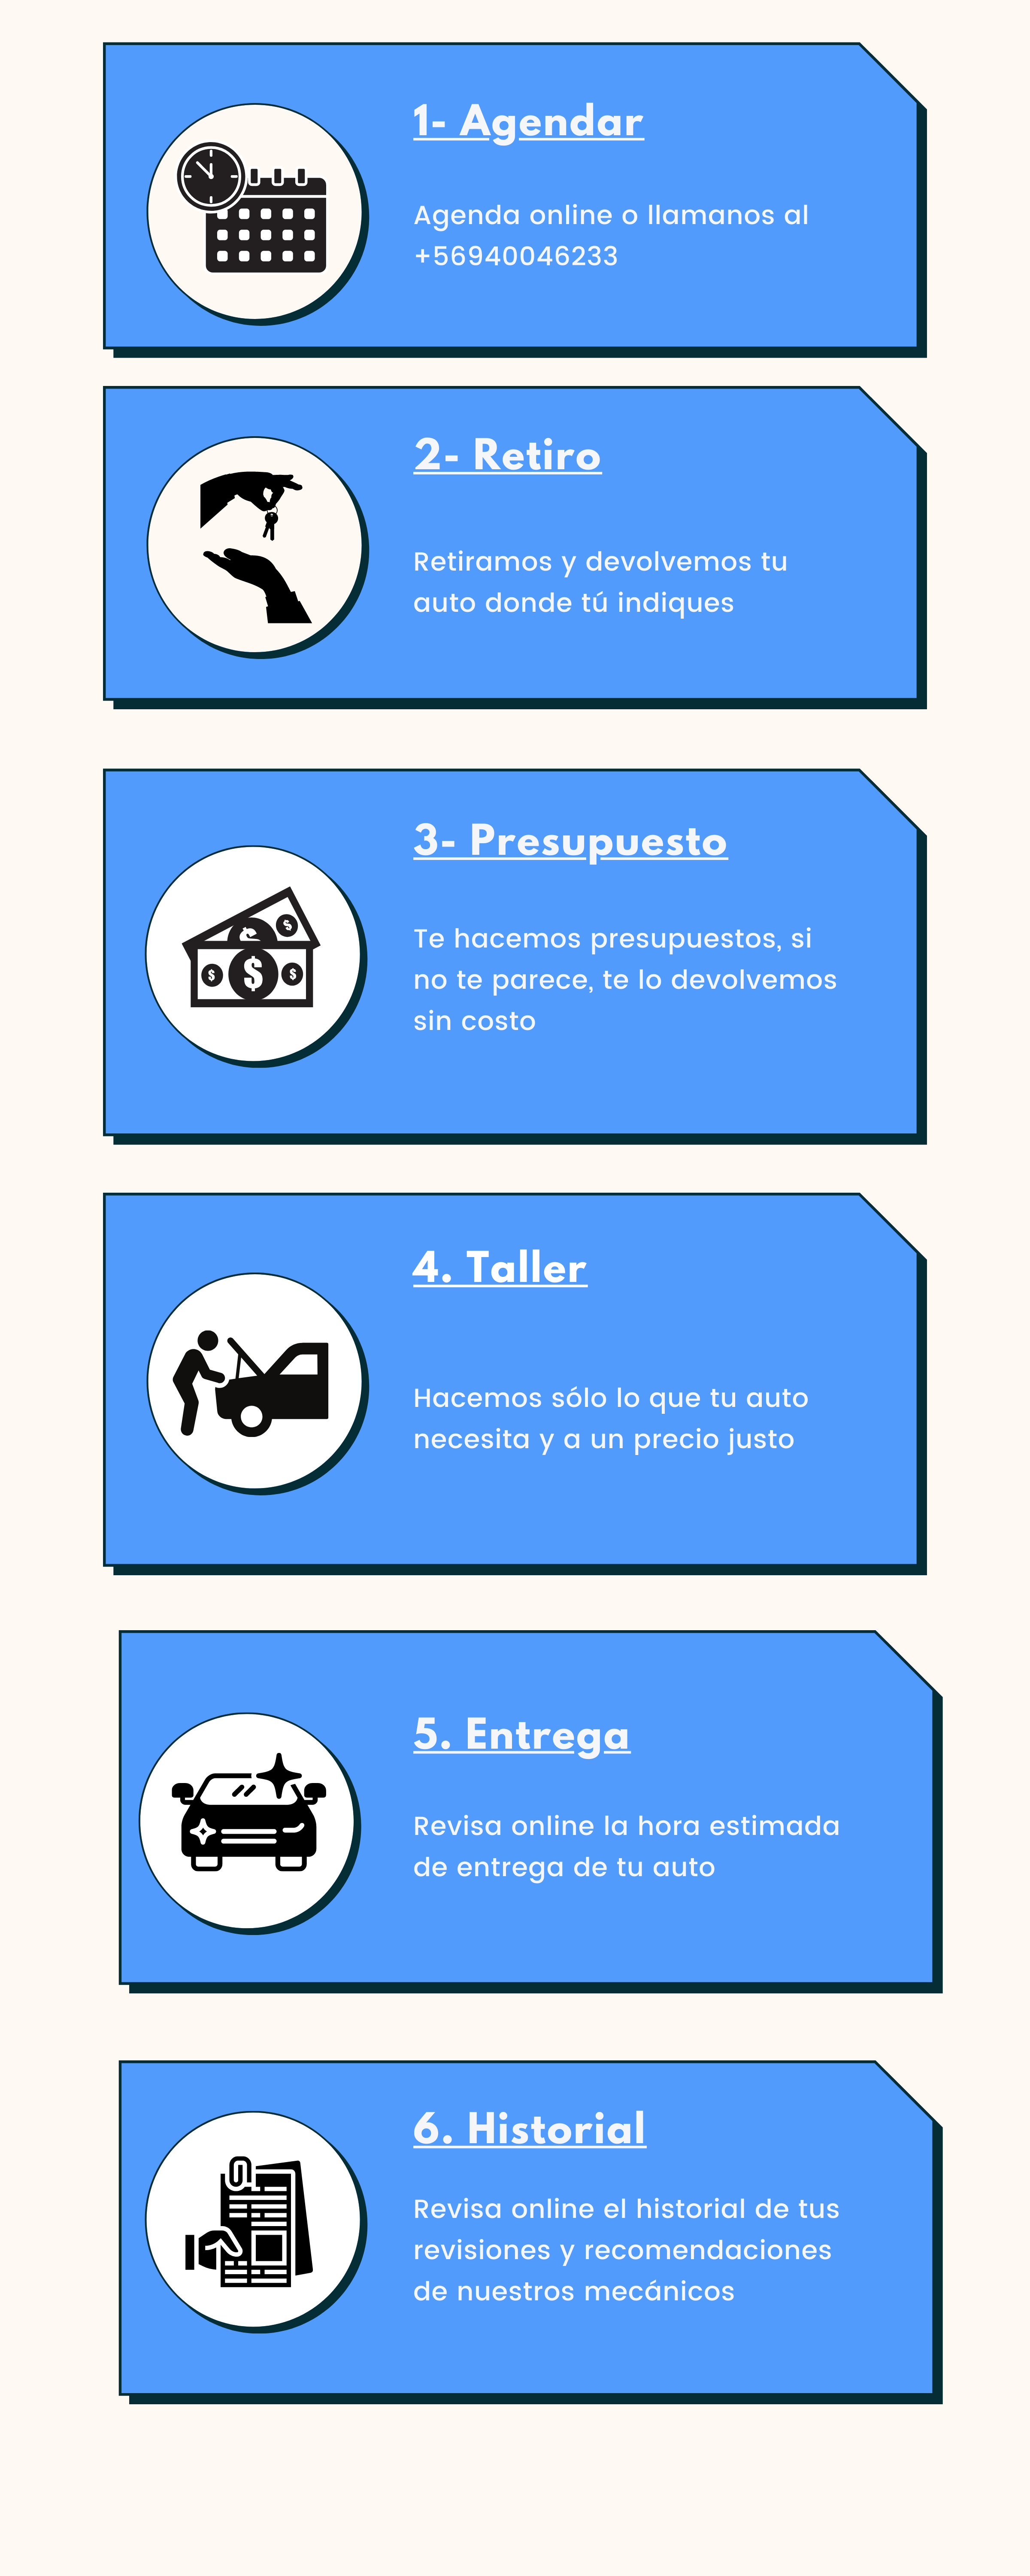 1- Agendar
Agenda online o llamanos al
+56940046233
2- Retiro
Retiramos y devolvemos tu
auto donde tú indiques
3- Presupuesto
Te hacemos presupuestos, si
no te parece, te lo devolvemos
sin costo
4. Taller
Hacemos sólo lo que tu auto
necesita y a un precio justo
5. Entrega
Revisa online la hora estimada
de entrega de tu auto
6. Historial
Revisa online el historial de tus
revisiones y recomendaciones
de nuestros mecánicos